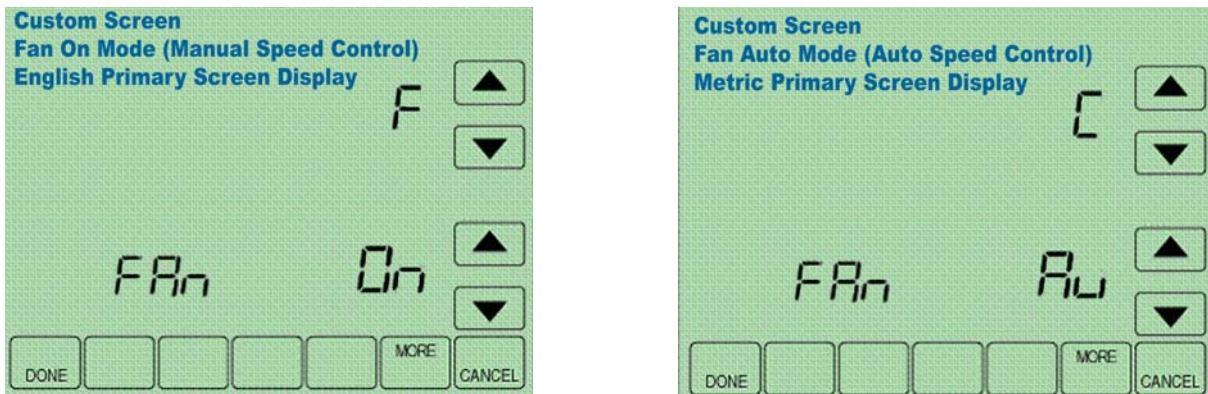 Custom Screen
Fan On Mode (Manual Speed Control)
English Primary Screen Display
F
FAn On
DONE MORE CANCEL
Custom Screen
Fan Auto Mode (Auto Speed Control)
Metric Primary Screen Display
C
FAn Au
DONE MORE CANCEL